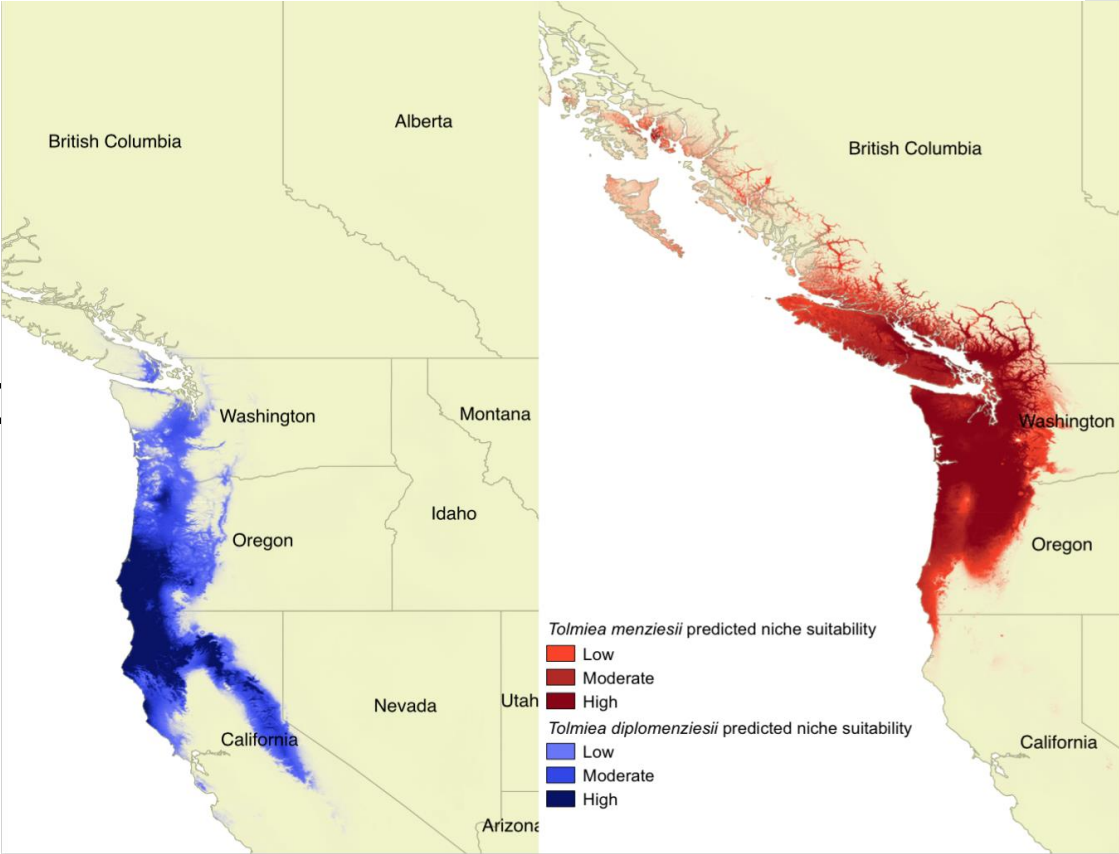 British Columbia
Alberta
Washington
Montana
Idaho
Oregon
Nevada
Utah
California
Arizona
British Columbia
Washington
Oregon
California
Tolmiea menziesii predicted niche suitability
Low
Moderate
High
Tolmiea diplomenziesii predicted niche suitability
Low
Moderate
High